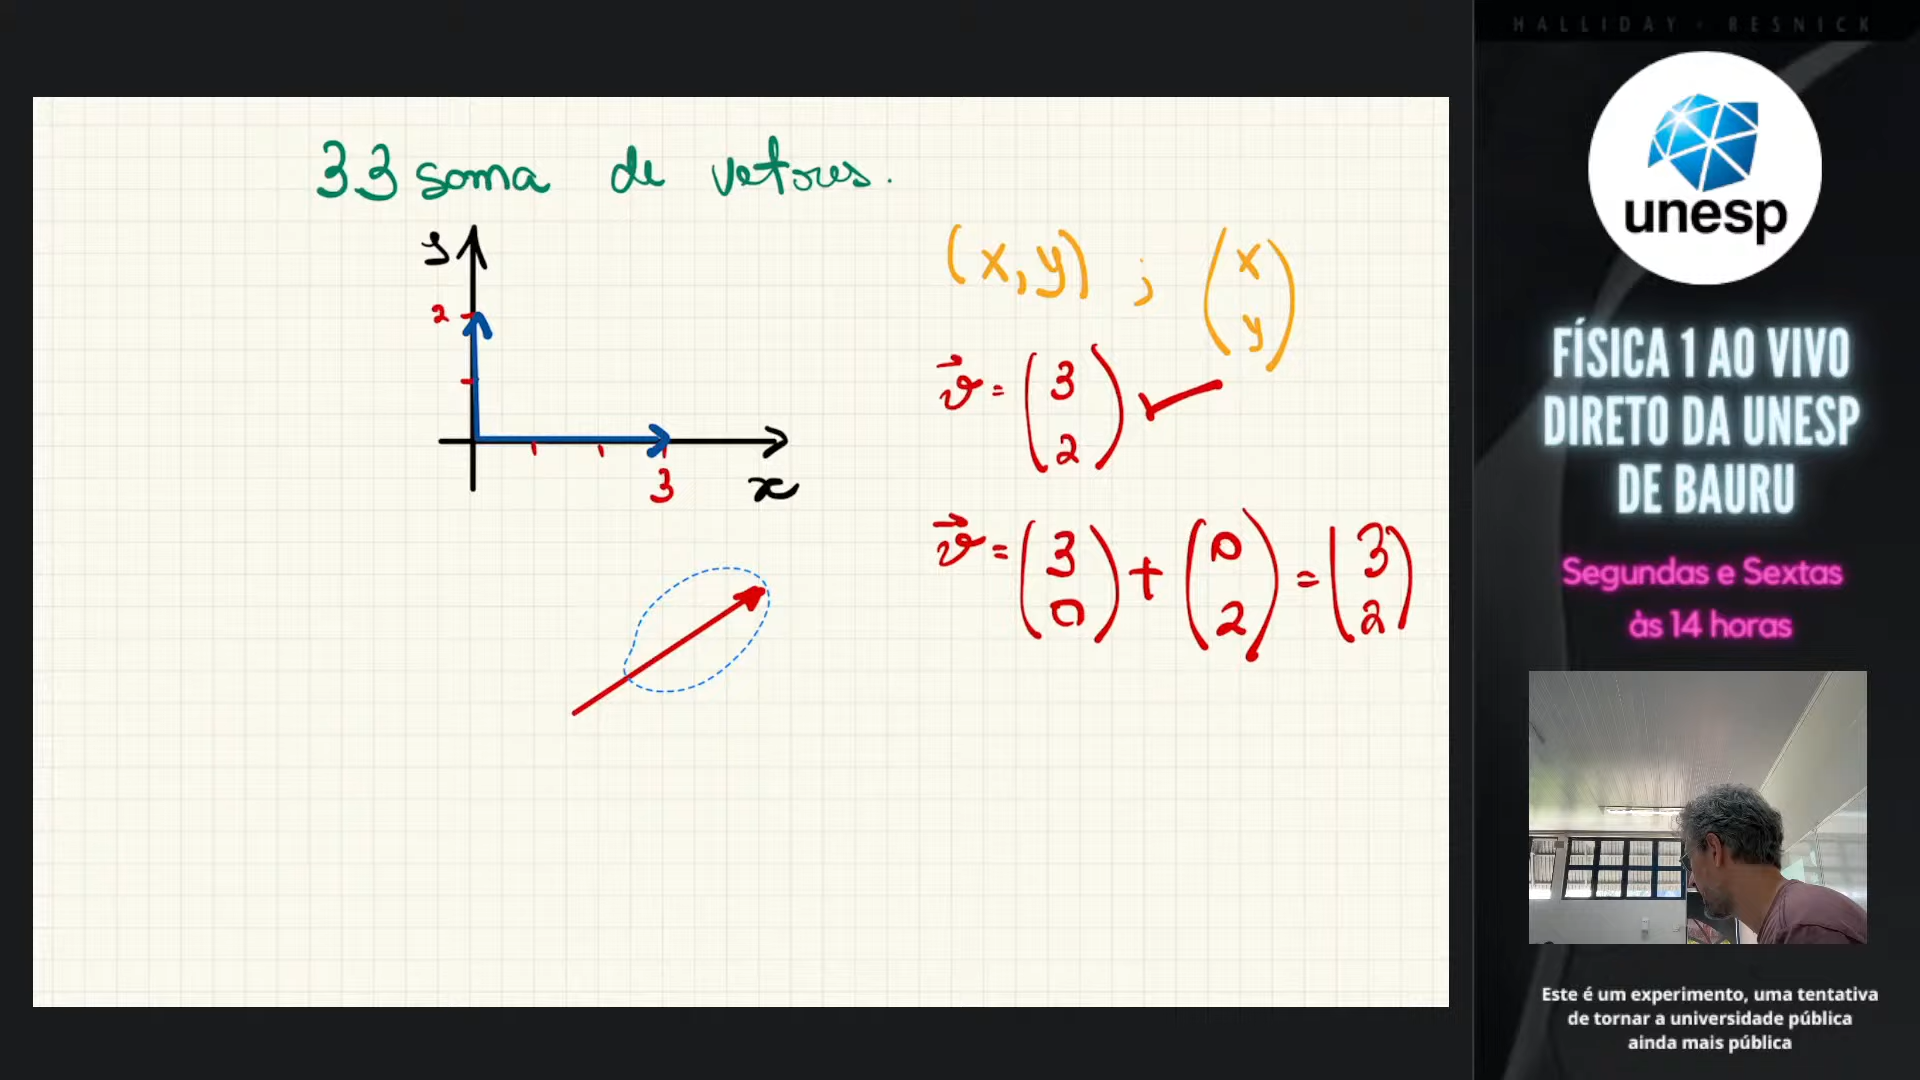 3.3 soma de vetores.
y
2
3
x
(x,y) ; (x
y)
v = (3
2)
v = (3
0) + (0
2) = (3
2)
HALLIDAY - RESNICK
unesp
FÍSICA 1 AO VIVO
DIRETO DA UNESP
DE BAURU
Segundas e Sextas
às 14 horas
Este é um experimento, uma tentativa
de tornar a universidade pública
ainda mais pública